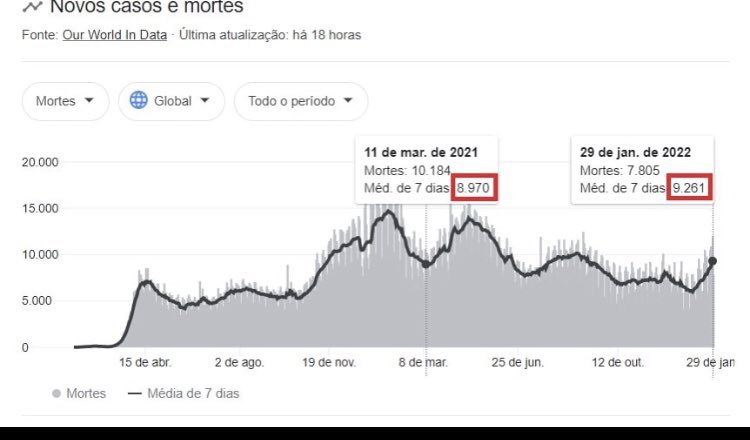 Novos casos e mortes
Fonte: Our World In Data · Última atualização: há 18 horas
Mortes
Global
Todo o período
11 de mar. de 2021
Mortes: 10.184
Méd. de 7 dias 8.970
29 de jan. de 2022
Mortes: 7.805
Méd. de 7 dias 9.261
20.000
15.000
10.000
5.000
0
15 de abr.
2 de ago.
19 de nov.
8 de mar.
25 de jun.
12 de out.
29 de jan
Mortes
Média de 7 dias